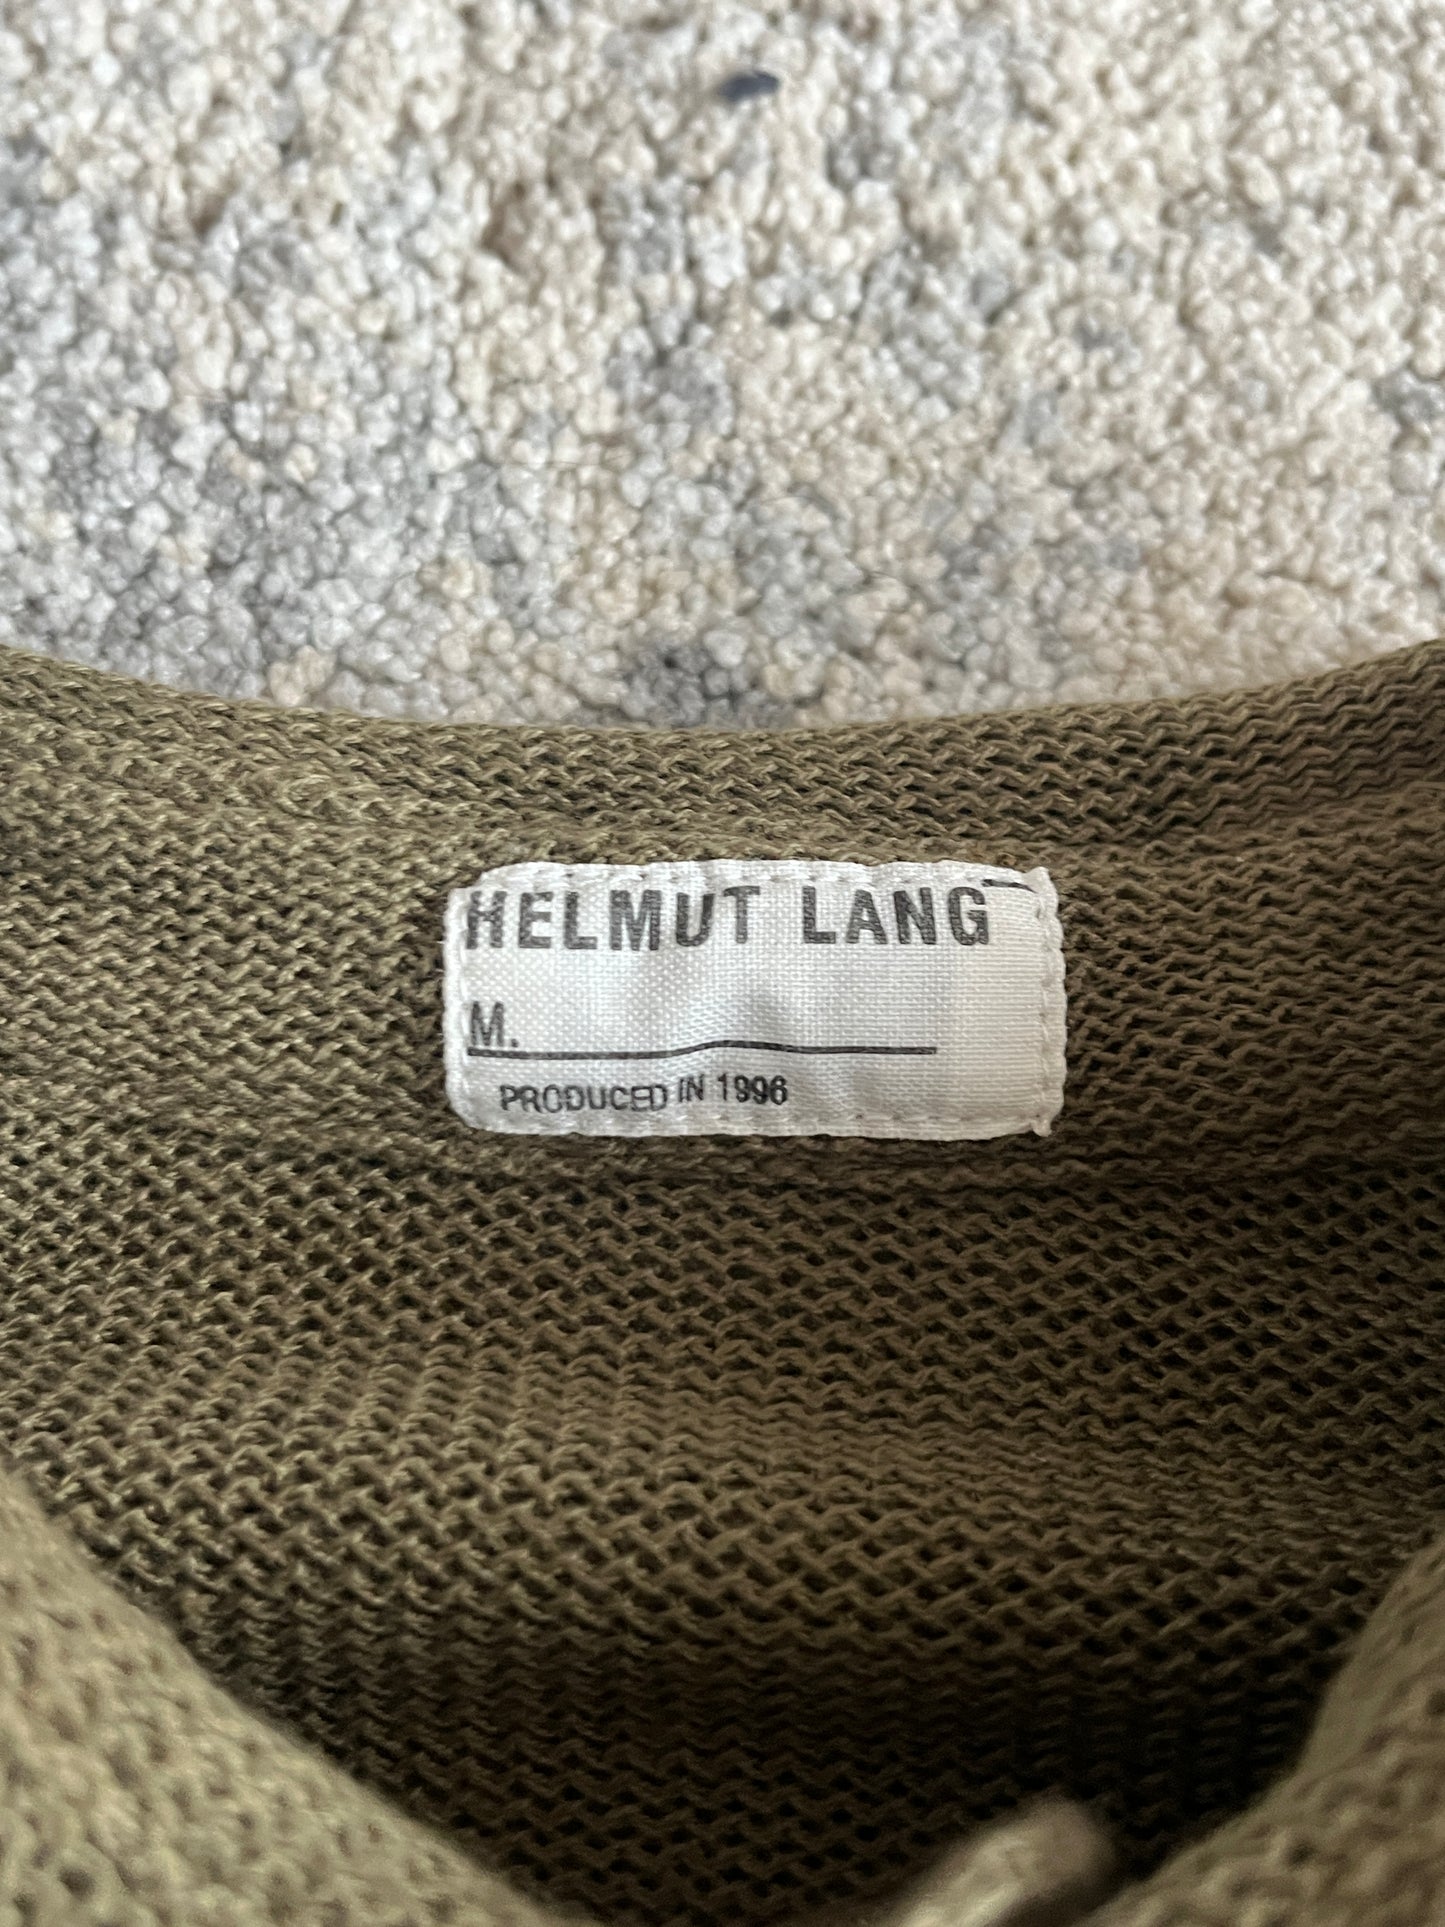 HELMUT LANG
M.
PRODUCED IN 1996